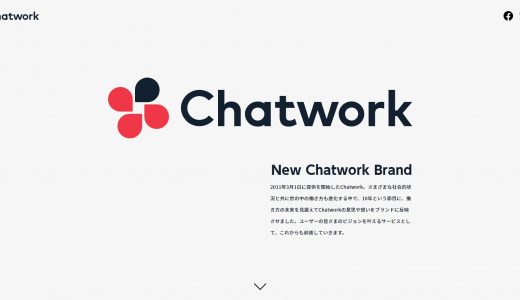 hatwork
Chatwork
New Chatwork Brand
2011年3月1日に提供を開始したChatwork。さまざまな社会的状
況と共に世の中の働き方も進化する中で、10年という節目に、働
き方の未来を見据えてChatworkの意思や想いをブランドに反映
させました。ユーザーの皆さまのビジョンを叶えるサービスとし
て、これからも前進していきます。